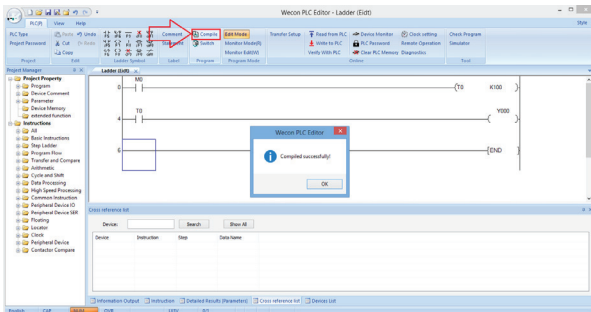 Wecon PLC Editor - Ladder (Eidt)
PLC(F) View Help Style
PLC Type Undo Comment Compile Edit Mode Transfer Setup Read from PLC Device Monitor Clock setting Check Program
Project Password Cut Switch Monitor Mode(R) Write to PLC PLC Password Remote Operation Simulator
Copy Monitor Edit(W) Verify With PLC Clear PLC Memory Diagnostics
Project Edit Ladder Symbol Label Program Program Mode Online
Project Manager
Project Property
Program
Device Comment
Parameter
Device Memory
extended function
Instructions
All
Basic Instructions
Step Ladder
Program Flow
Transfer and Compare
Arithmetic
Cycle and Shift
Data Processing
High Speed Processing
Common Instruction
Peripheral Device IO
Peripheral Device SER
Floating
Locator
Clock
Peripheral Device
Contactor Compare
Ladder (Eidt)
M0
0 (T0 K100 )
T0 Y000
4 ( )
6 [END ]
Wecon PLC Editor
Compiled successfully!
OK
Cross reference list
Device: Search Show All
Device Instruction Step Data Name
Information Output Instruction Detailed Results (Parameters) Cross reference list Devices List
English CAP NUM OVR